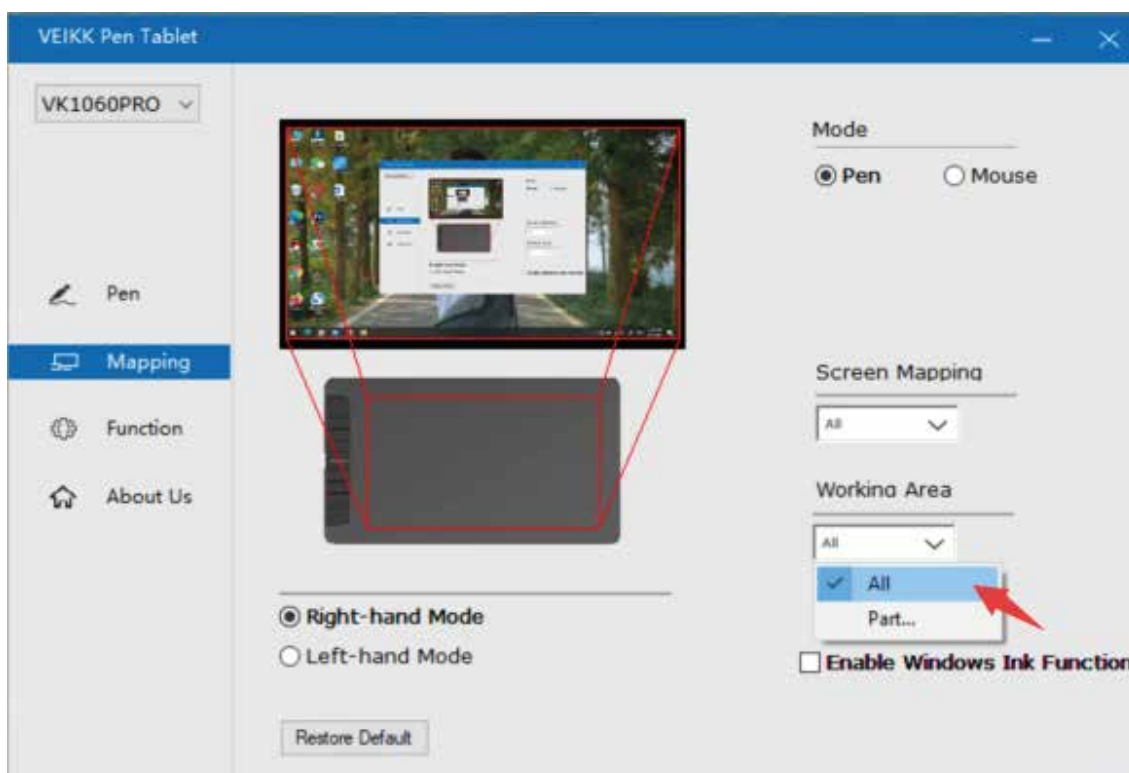 VEIKK Pen Tablet
VK1060PRO
Pen
Mapping
Function
About Us
Right-hand Mode
Left-hand Mode
Restore Default
Mode
Pen Mouse
Screen Mapping
All
Working Area
All
All
Part...
Enable Windows Ink Function